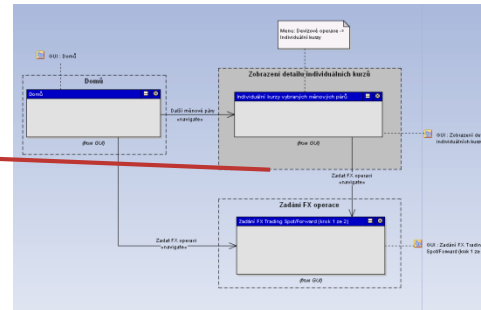 Menu: Devizové operace ->
Individuální kurzy
GUI : Domů
Domů
Domů
(from GUI)
Další měnové páry
«navigate»
Zobrazení detailu individuálních kurzů
Individuální kurzy vybraných měnových párů
(from GUI)
GUI : Zobrazení de
individuálních kurz
Zadat FX operaci
«navigate»
Zadat FX operaci
«navigate»
Zadání FX operace
Zadání FX Trading Spot/Forward (krok 1 ze 2)
(from GUI)
GUI : Zadání FX Tradin
Spot/Forward (krok 1 ze